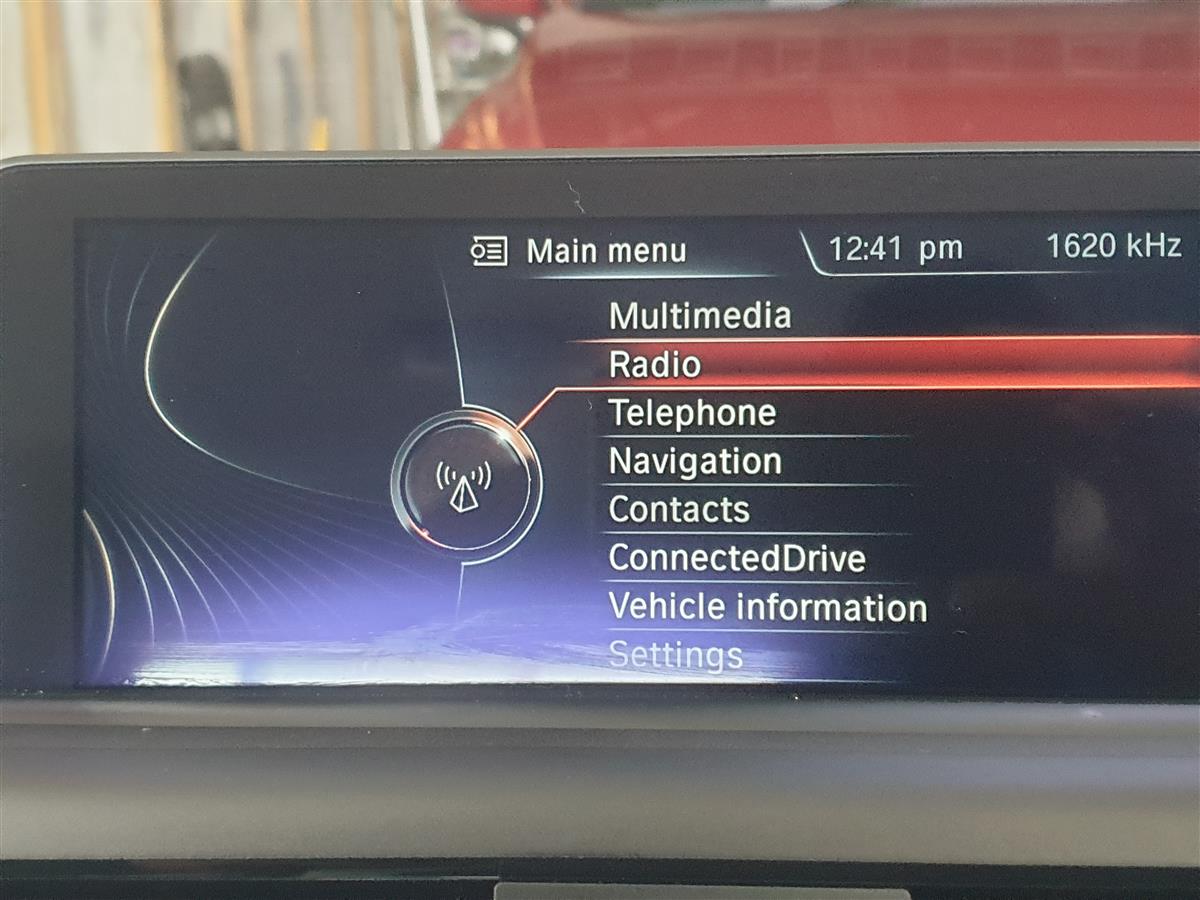 Main menu
12:41 pm
1620 kHz
Multimedia
Radio
Telephone
Navigation
Contacts
ConnectedDrive
Vehicle information
Settings